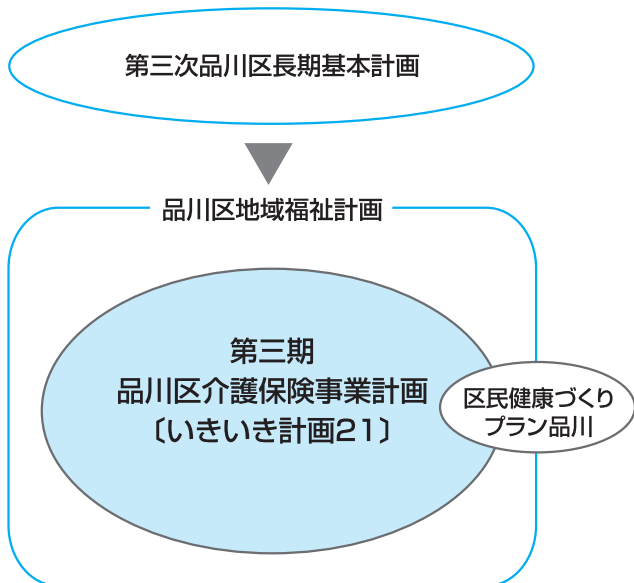 第三次品川区長期基本計画
品川区地域福祉計画
第三期
品川区介護保険事業計画
〔いきいき計画21〕
区民健康づくり
プラン品川